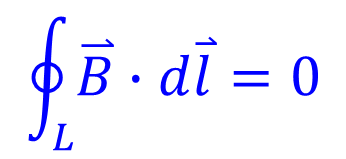 ∮_L B⃗ · dl⃗ = 0